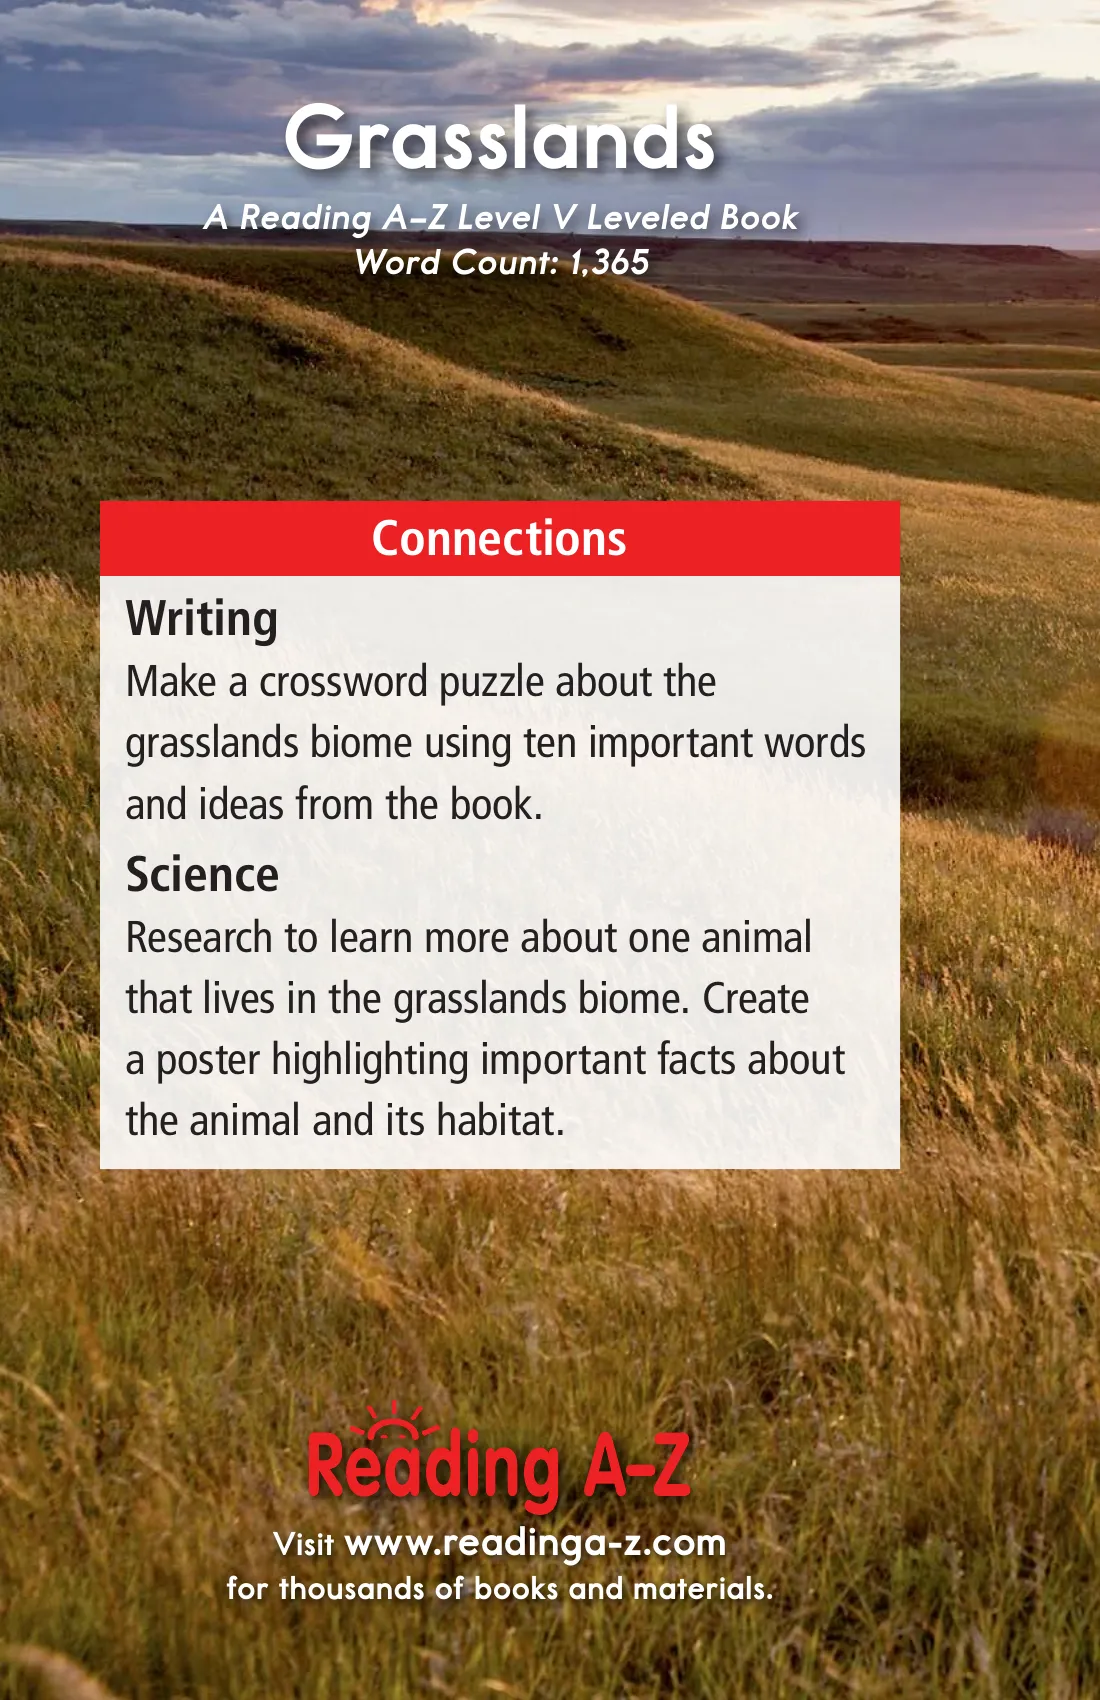 Grasslands
A Reading A–Z Level V Leveled Book
Word Count: 1,365
Connections
Writing
Make a crossword puzzle about the
grasslands biome using ten important words
and ideas from the book.
Science
Research to learn more about one animal
that lives in the grasslands biome. Create
a poster highlighting important facts about
the animal and its habitat.
Reading A–Z
Visit www.readinga-z.com
for thousands of books and materials.